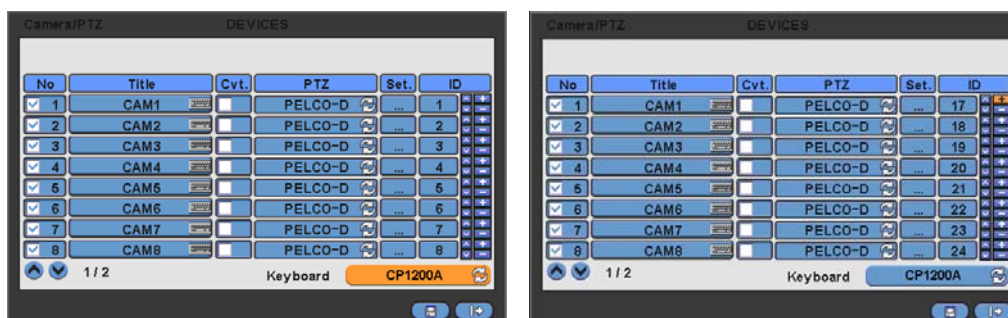 Camera/PTZ DEVICES
No Title Cvt. PTZ Set. ID
1 CAM1 PELCO-D ... 1
2 CAM2 PELCO-D ... 2
3 CAM3 PELCO-D ... 3
4 CAM4 PELCO-D ... 4
5 CAM5 PELCO-D ... 5
6 CAM6 PELCO-D ... 6
7 CAM7 PELCO-D ... 7
8 CAM8 PELCO-D ... 8
1/2 Keyboard CP1200A
Camera/PTZ DEVICES
No Title Cvt. PTZ Set. ID
1 CAM1 PELCO-D ... 17
2 CAM2 PELCO-D ... 18
3 CAM3 PELCO-D ... 19
4 CAM4 PELCO-D ... 20
5 CAM5 PELCO-D ... 21
6 CAM6 PELCO-D ... 22
7 CAM7 PELCO-D ... 23
8 CAM8 PELCO-D ... 24
1/2 Keyboard CP1200A